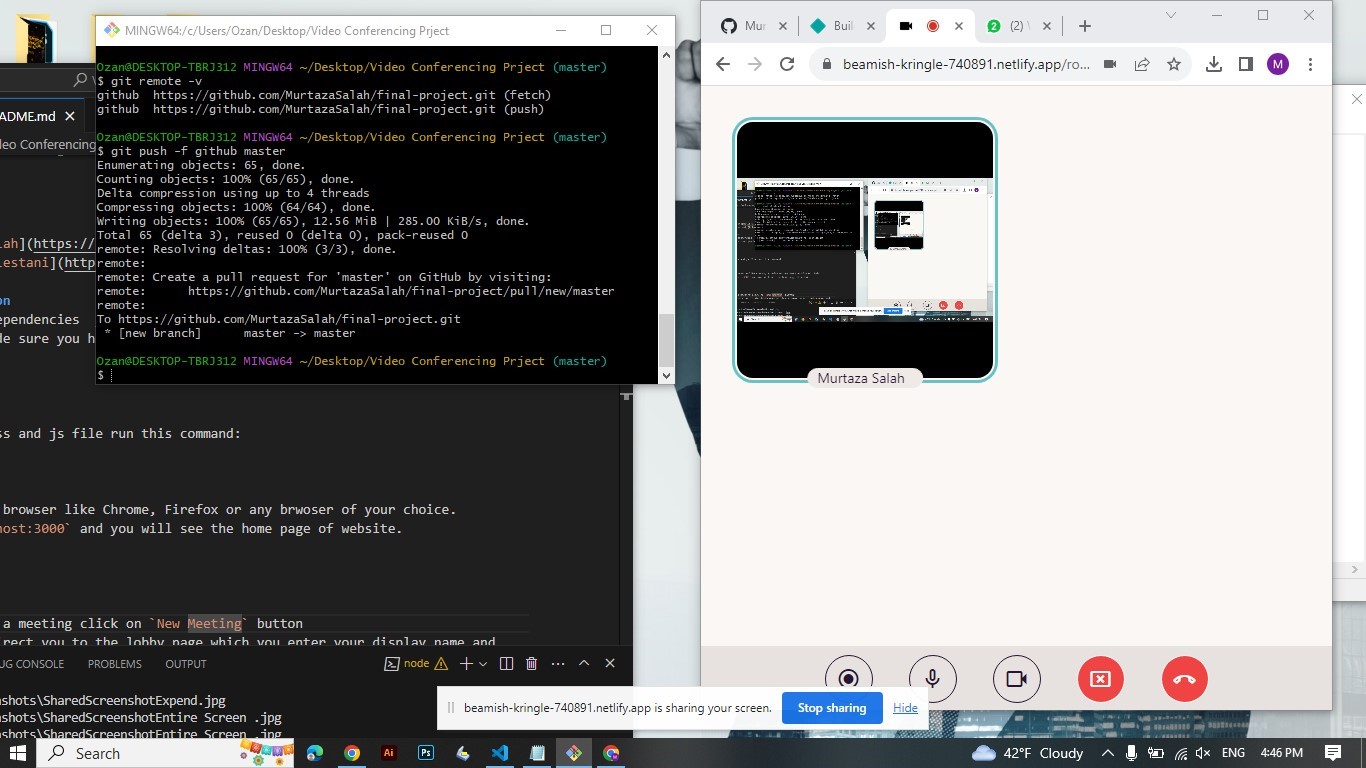 MINGW64:/c/Users/Ozan/Desktop/Video Conferencing Prject
Ozan@DESKTOP-TBRJ312 MINGW64 ~/Desktop/Video Conferencing Prject (master)
$ git remote -v
github  https://github.com/MurtazaSalah/final-project.git (fetch)
github  https://github.com/MurtazaSalah/final-project.git (push)
Ozan@DESKTOP-TBRJ312 MINGW64 ~/Desktop/Video Conferencing Prject (master)
$ git push -f github master
Enumerating objects: 65, done.
Counting objects: 100% (65/65), done.
Delta compression using up to 4 threads
Compressing objects: 100% (64/64), done.
Writing objects: 100% (65/65), 12.56 MiB | 285.00 KiB/s, done.
Total 65 (delta 3), reused 0 (delta 0), pack-reused 0
remote: Resolving deltas: 100% (3/3), done.
remote:
remote: Create a pull request for 'master' on GitHub by visiting:
remote:      https://github.com/MurtazaSalah/final-project/pull/new/master
remote:
To https://github.com/MurtazaSalah/final-project.git
 * [new branch]      master -> master
Ozan@DESKTOP-TBRJ312 MINGW64 ~/Desktop/Video Conferencing Prject (master)
$
ADME.md
deo Conferencing
lah](https://
lestani](http
on
ependencies
de sure you h
ss and js file run this command:
browser like Chrome, Firefox or any brwoser of your choice.
host:3000` and you will see the home page of website.
a meeting click on `New Meeting` button
rect you to the lobby page which you enter your display name and
UG CONSOLE PROBLEMS OUTPUT node
nshots\SharedScreenshotExpend.jpg
nshots\SharedScreenshotEntire Screen .jpg
nshots\SharedScreenshotEntire Screen .jpg
Mur Buil 2 (2)
beamish-kringle-740891.netlify.app/ro...
M
Murtaza Salah
beamish-kringle-740891.netlify.app is sharing your screen. Stop sharing Hide
Search Ai Ps 42°F Cloudy ENG 4:46 PM